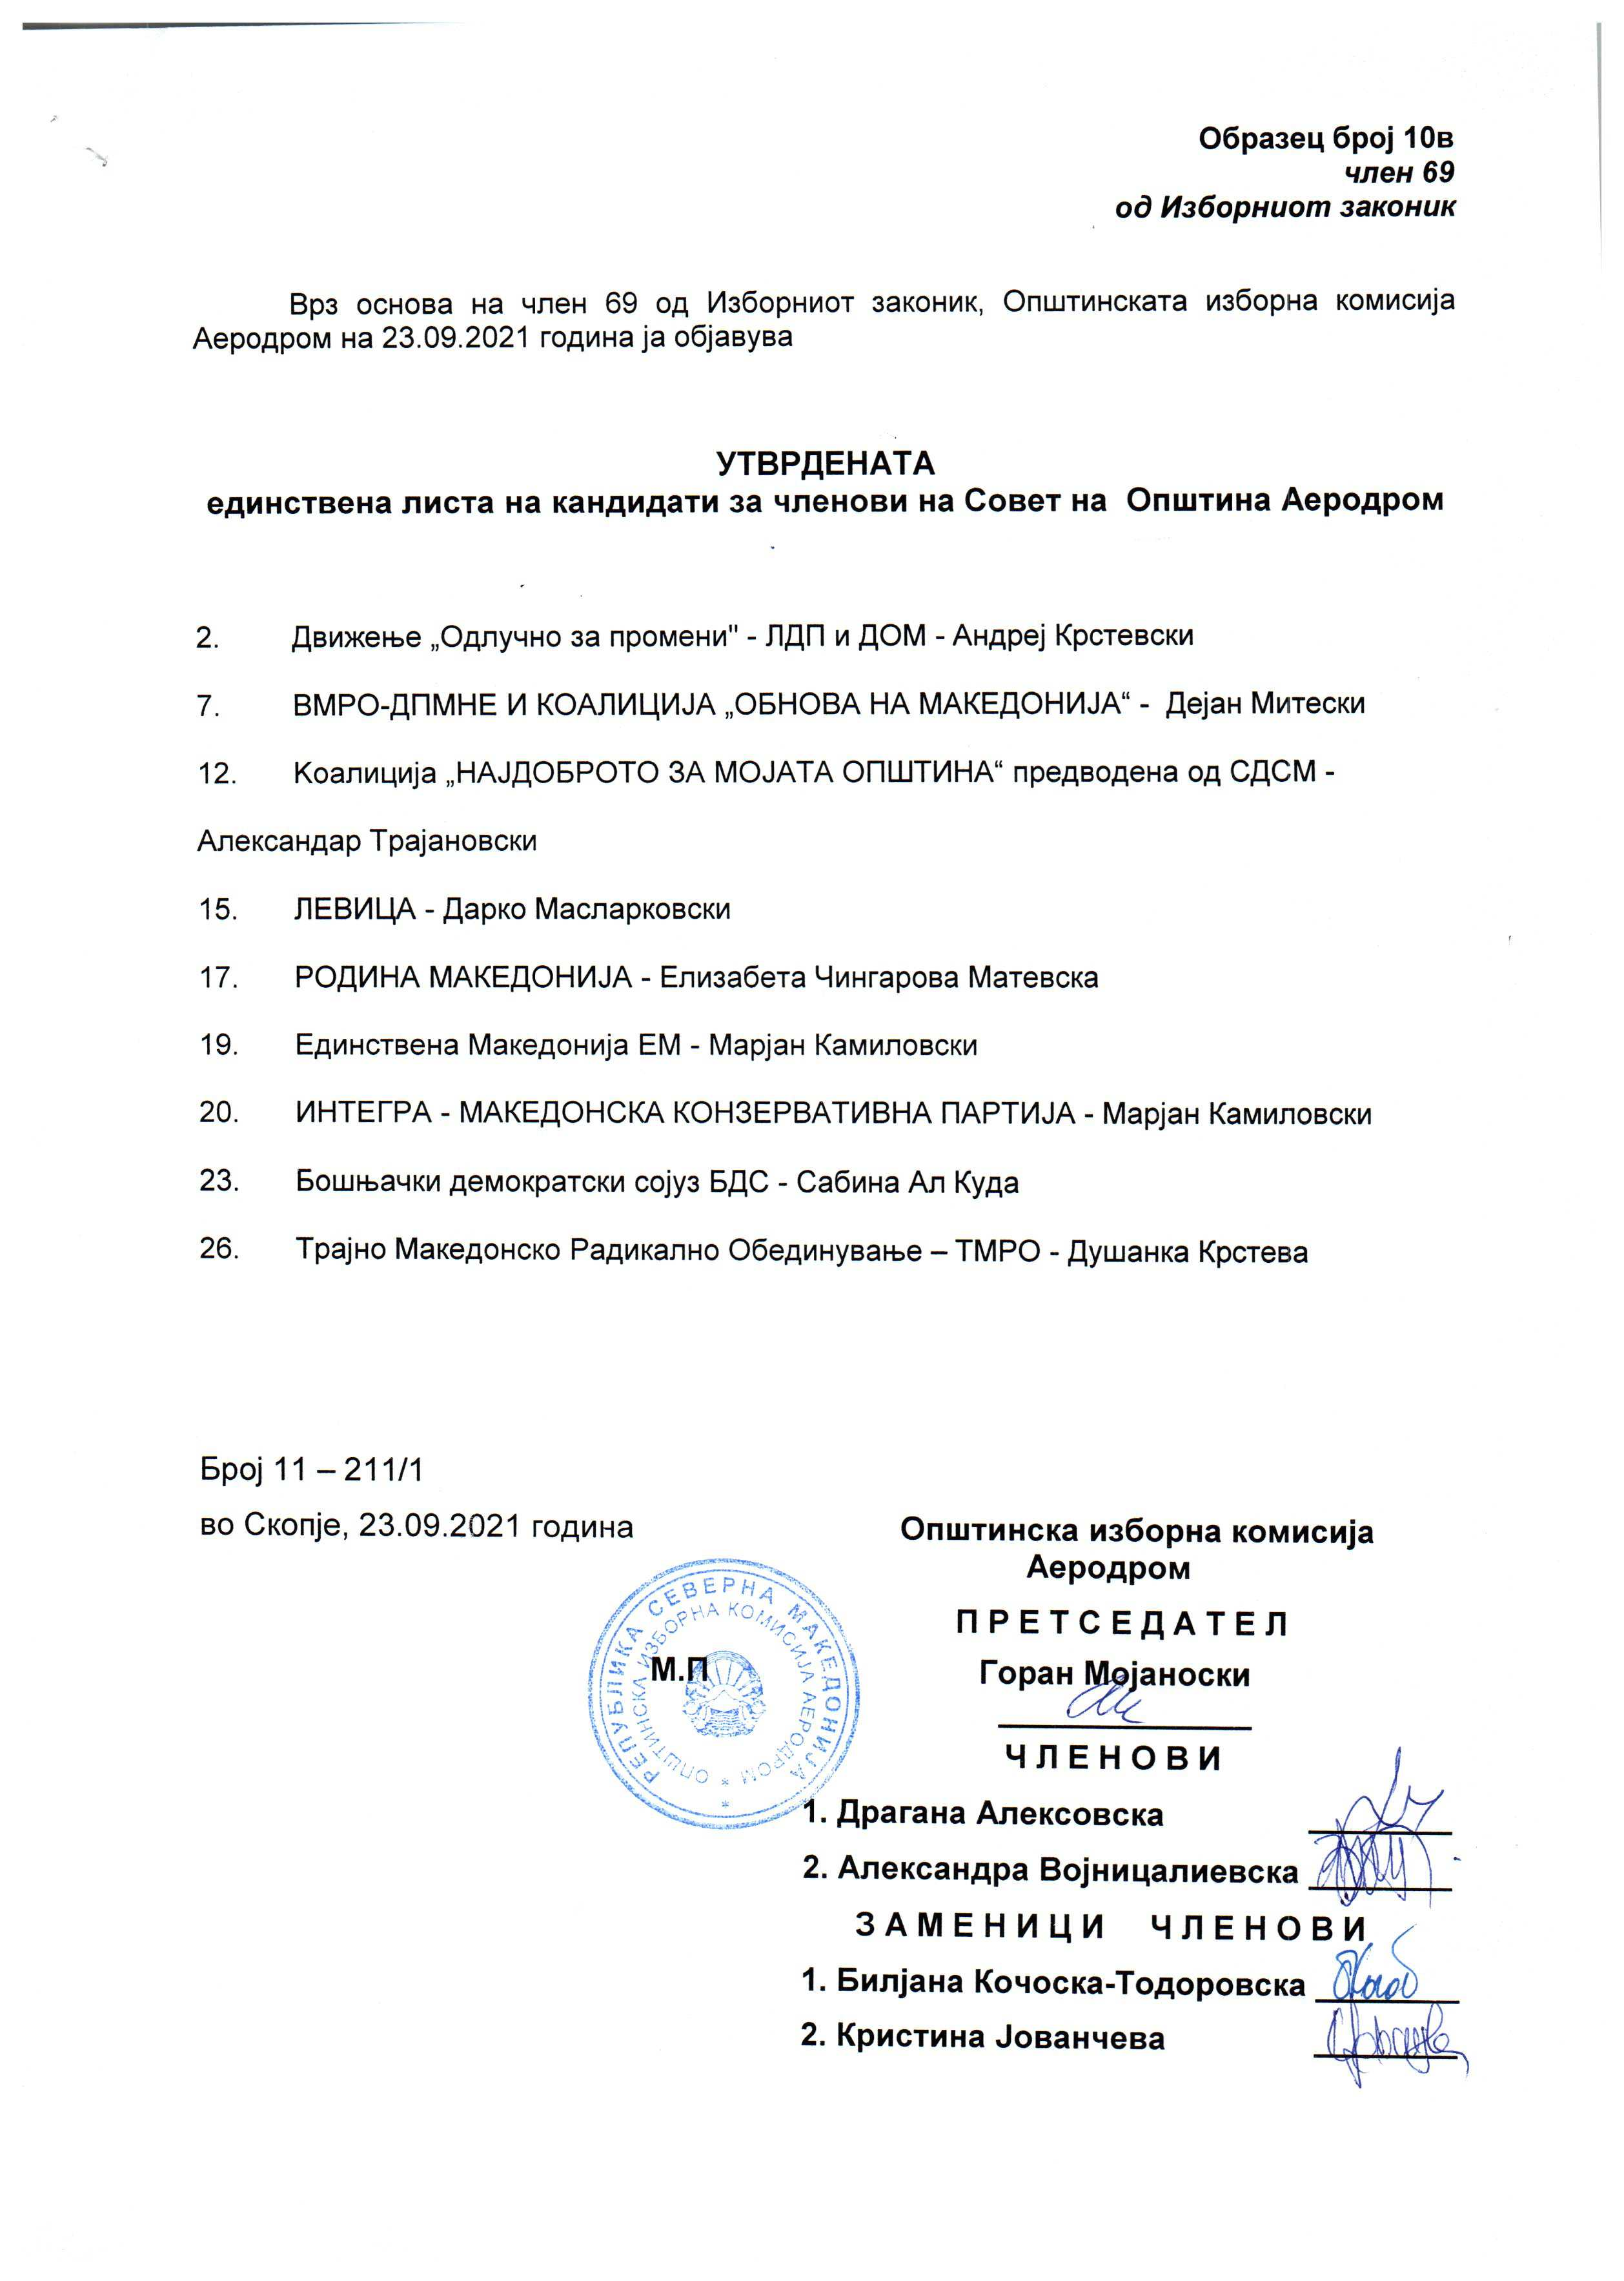 Образец број 10в
член 69
од Изборниот законик
Врз основа на член 69 од Изборниот законик, Општинската изборна комисија
Аеродром на 23.09.2021 година ја објавува
УТВРДЕНАТА
единствена листа на кандидати за членови на Совет на Општина Аеродром
2. Движење „Одлучно за промени" - ЛДП и ДОМ - Андреј Крстевски
7. ВМРО-ДПМНЕ И КОАЛИЦИЈА „ОБНОВА НА МАКЕДОНИЈА“ - Дејан Митески
12. Коалиција „НАЈДОБРОТО ЗА МОЈАТА ОПШТИНА“ предводена од СДСМ -
Александар Трајановски
15. ЛЕВИЦА - Дарко Масларковски
17. РОДИНА МАКЕДОНИЈА - Елизабета Чингарова Матевска
19. Единствена Македонија ЕМ - Марјан Камиловски
20. ИНТЕГРА - МАКЕДОНСКА КОНЗЕРВАТИВНА ПАРТИЈА - Марјан Камиловски
23. Бошњачки демократски сојуз БДС - Сабина Ал Куда
26. Трајно Македонско Радикално Обединување – ТМРО - Душанка Крстева
Број 11 – 211/1
во Скопје, 23.09.2021 година
Општинска изборна комисија
Аеродром
П Р Е Т С Е Д А Т Е Л
РЕПУБЛИКА СЕВЕРНА МАКЕДОНИЈА
ОПШТИНСКА ИЗБОРНА КОМИСИЈА АЕРОДРОМ
М.П
Горан Мојаноски
Ч Л Е Н О В И
1. Драгана Алексовска
2. Александра Војницалиевска
З А М Е Н И Ц И Ч Л Е Н О В И
1. Билјана Кочоска-Тодоровска
2. Кристина Јованчева